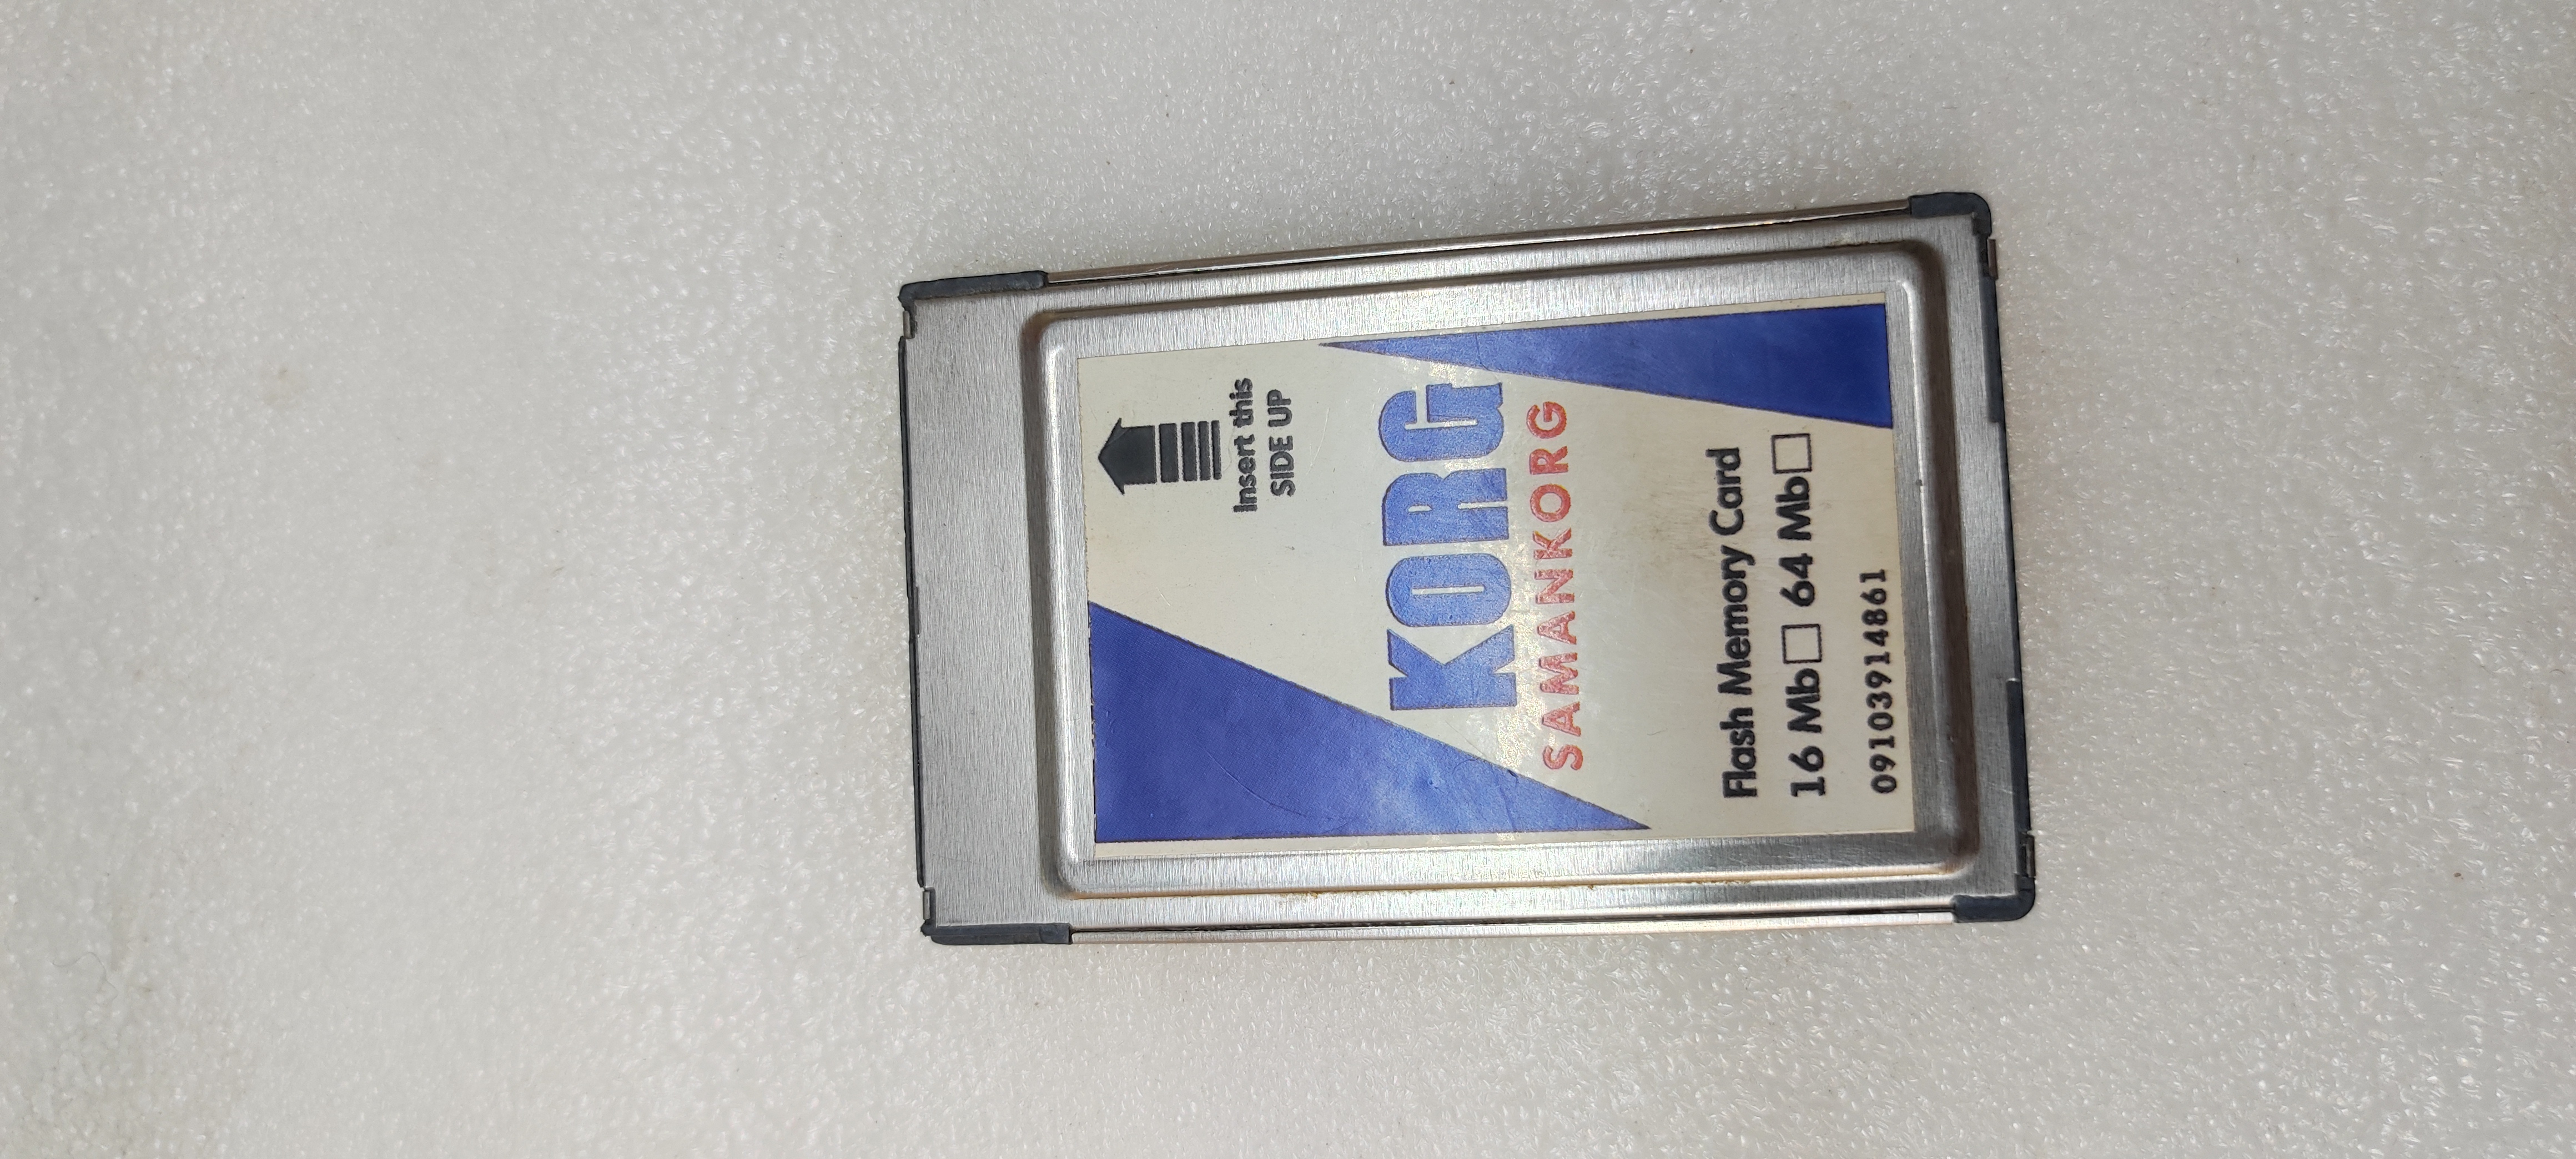 Insert this
SIDE UP
KORG
SAMANKORG
Flash Memory Card
16 Mb☐ 64 Mb☐
09103914861